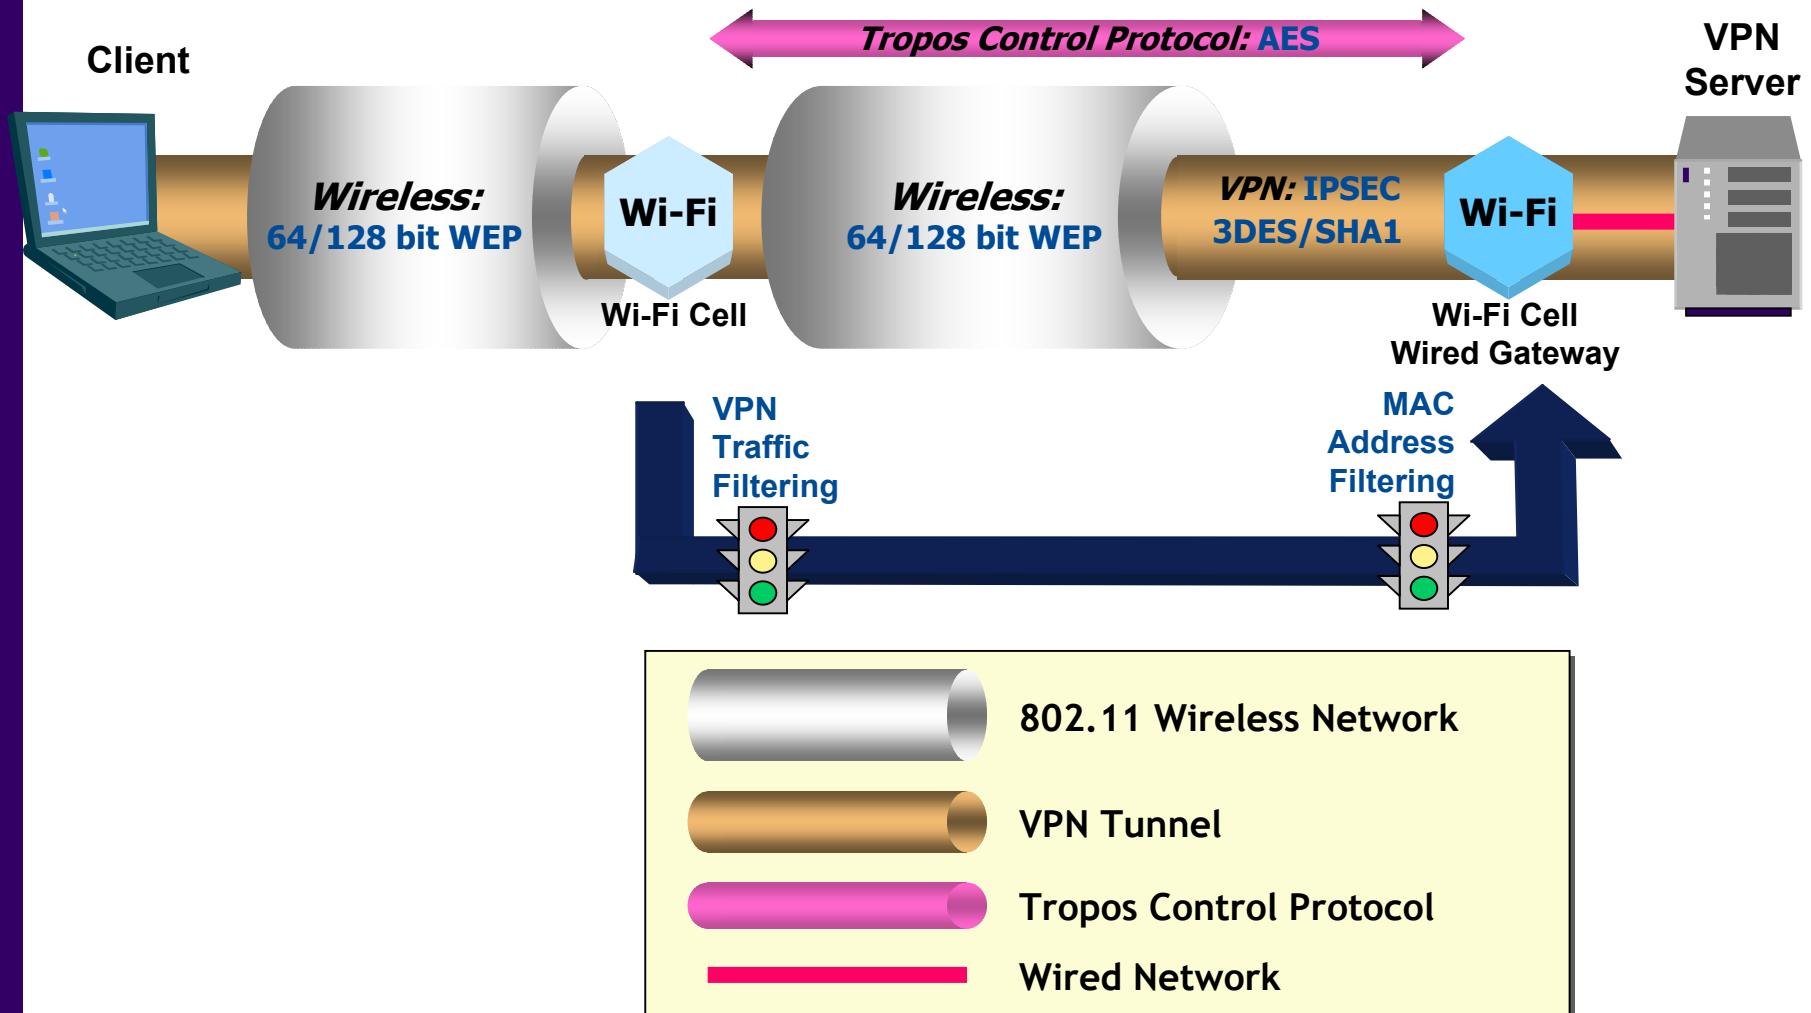 Tropos Control Protocol: AES
Client
VPN
Server
Wireless:
64/128 bit WEP
Wi-Fi
Wireless:
64/128 bit WEP
VPN: IPSEC
3DES/SHA1
Wi-Fi
Wi-Fi Cell
Wi-Fi Cell
Wired Gateway
VPN
Traffic
Filtering
MAC
Address
Filtering
802.11 Wireless Network
VPN Tunnel
Tropos Control Protocol
Wired Network